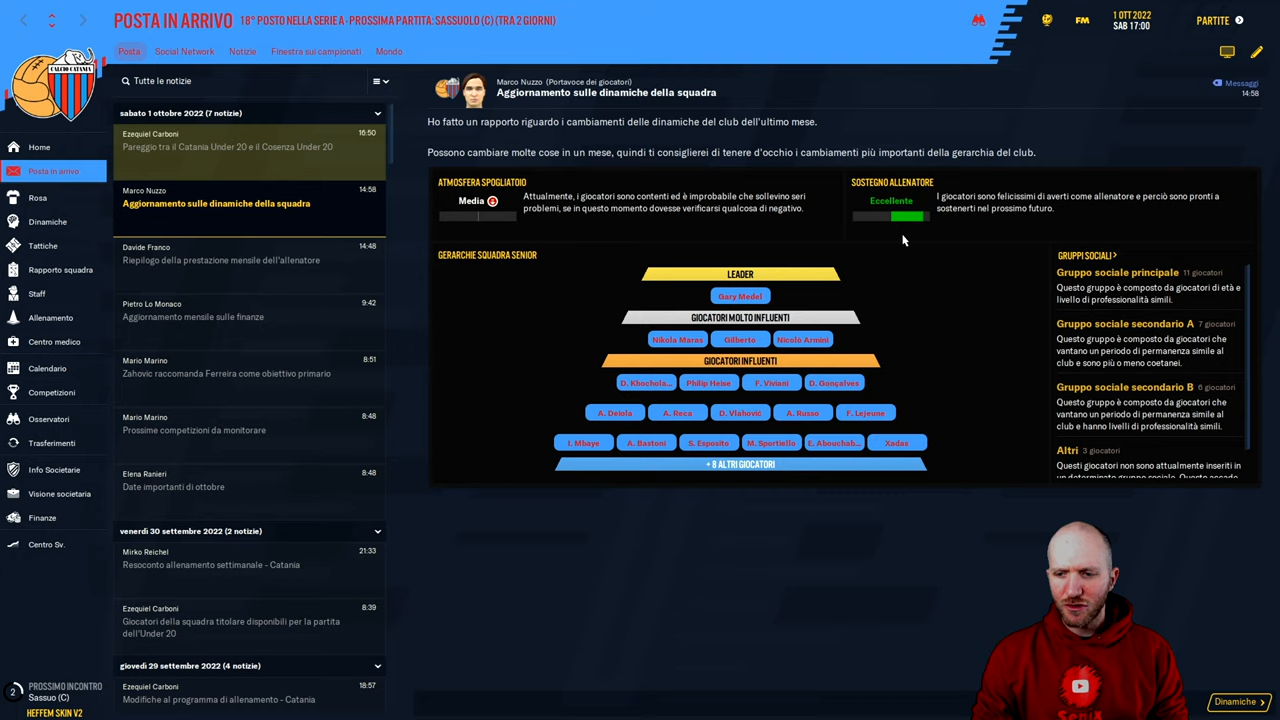 POSTA IN ARRIVO
18° POSTO NELLA SERIE A - PROSSIMA PARTITA: SASSUOLO (C) (TRA 2 GIORNI)
FM
1 OTT 2022
SAB 17:00
PARTITE
Posta
Social Network
Notizie
Finestra sui campionati
Mondo
CALCIO CATANIA
Home
Posta in arrivo
Rosa
Dinamiche
Tattiche
Rapporto squadra
Staff
Allenamento
Centro medico
Calendario
Competizioni
Osservatori
Trasferimenti
Info Societarie
Visione societaria
Finanze
Centro Sv.
2
PROSSIMO INCONTRO
Sassuo (C)
HEFFEM SKIN V2
Tutte le notizie
sabato 1 ottobre 2022 (7 notizie)
Ezequiel Carboni
16:50
Pareggio tra il Catania Under 20 e il Cosenza Under 20
Marco Nuzzo
14:58
Aggiornamento sulle dinamiche della squadra
Davide Franco
14:48
Riepilogo della prestazione mensile dell'allenatore
Pietro Lo Monaco
9:42
Aggiornamento mensile sulle finanze
Mario Marino
8:51
Zahovic raccomanda Ferreira come obiettivo primario
Mario Marino
8:48
Prossime competizioni da monitorare
Elena Ranieri
8:48
Date importanti di ottobre
venerdì 30 settembre 2022 (2 notizie)
Mirko Reichel
21:33
Resoconto allenamento settimanale - Catania
Ezequiel Carboni
8:39
Giocatori della squadra titolare disponibili per la partita
dell'Under 20
giovedì 29 settembre 2022 (4 notizie)
Ezequiel Carboni
18:57
Modifiche al programma di allenamento - Catania
Marco Nuzzo (Portavoce dei giocatori)
Aggiornamento sulle dinamiche della squadra
Messaggi
14:58
Ho fatto un rapporto riguardo i cambiamenti delle dinamiche del club dell'ultimo mese.
Possono cambiare molte cose in un mese, quindi ti consiglierei di tenere d'occhio i cambiamenti più importanti della gerarchia del club.
ATMOSFERA SPOGLIATOIO
Media
Attualmente, i giocatori sono contenti ed è improbabile che sollevino seri
problemi, se in questo momento dovesse verificarsi qualcosa di negativo.
SOSTEGNO ALLENATORE
Eccellente
I giocatori sono felicissimi di averti come allenatore e perciò sono pronti a
sostenerti nel prossimo futuro.
GERARCHIE SQUADRA SENIOR
LEADER
Gary Medel
GIOCATORI MOLTO INFLUENTI
Nikola Maras
Gilberto
Nicolò Armini
GIOCATORI INFLUENTI
D. Khochola...
Philip Heise
F. Viviani
D. Gonçalves
A. Deiola
A. Reca
D. Vlahović
A. Russo
F. Lejeune
I. Mbaye
A. Bastoni
S. Esposito
M. Sportiello
E. Abouchab...
Xadas
+ 8 ALTRI GIOCATORI
GRUPPI SOCIALI
Gruppo sociale principale 11 giocatori
Questo gruppo è composto da giocatori di età e
livello di professionalità simili.
Gruppo sociale secondario A 7 giocatori
Questo gruppo è composto da giocatori che
vantano un periodo di permanenza simile al
club e sono più o meno coetanei.
Gruppo sociale secondario B 6 giocatori
Questo gruppo è composto da giocatori che
vantano un periodo di permanenza simile al
club e hanno livelli di professionalità simili.
Altri 3 giocatori
Questi giocatori non sono attualmente inseriti in
Dinamiche